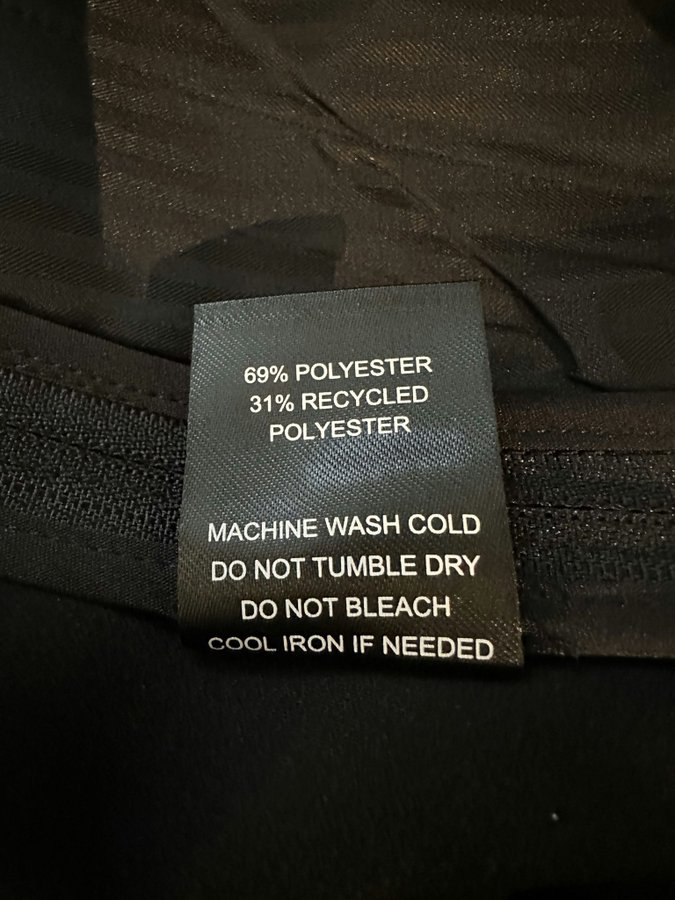 69% POLYESTER
31% RECYCLED
POLYESTER
MACHINE WASH COLD
DO NOT TUMBLE DRY
DO NOT BLEACH
COOL IRON IF NEEDED